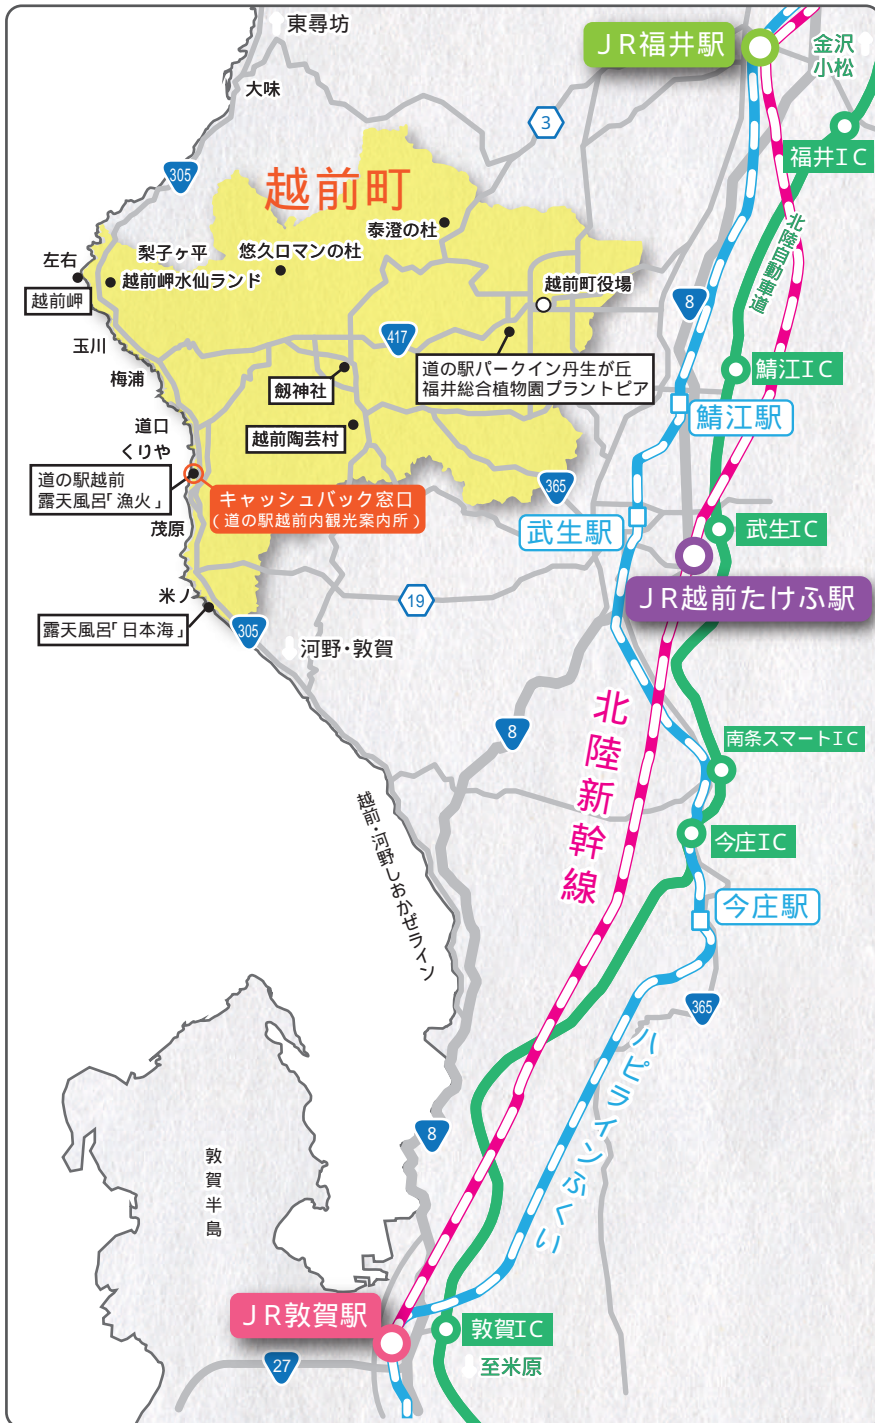 東尋坊
JR福井駅
金沢
小松
大味
3
福井IC
305
越前町
北陸自動車道
泰澄の杜
左右
梨子ヶ平
悠久ロマンの杜
越前岬水仙ランド
越前町役場
越前岬
8
417
玉川
道の駅パークイン丹生が丘
福井総合植物園プラントピア
鯖江IC
梅浦
劔神社
鯖江駅
道口
越前陶芸村
くりや
道の駅越前
露天風呂「漁火」
キャッシュバック窓口
(道の駅越前内観光案内所)
365
茂原
武生駅
武生IC
米ノ
19
JR越前たけふ駅
露天風呂「日本海」
305
河野・敦賀
北陸新幹線
8
南条スマートIC
越前・河野しおかぜライン
今庄IC
今庄駅
365
ハピラインふくい
8
敦賀半島
JR敦賀駅
敦賀IC
27
至米原